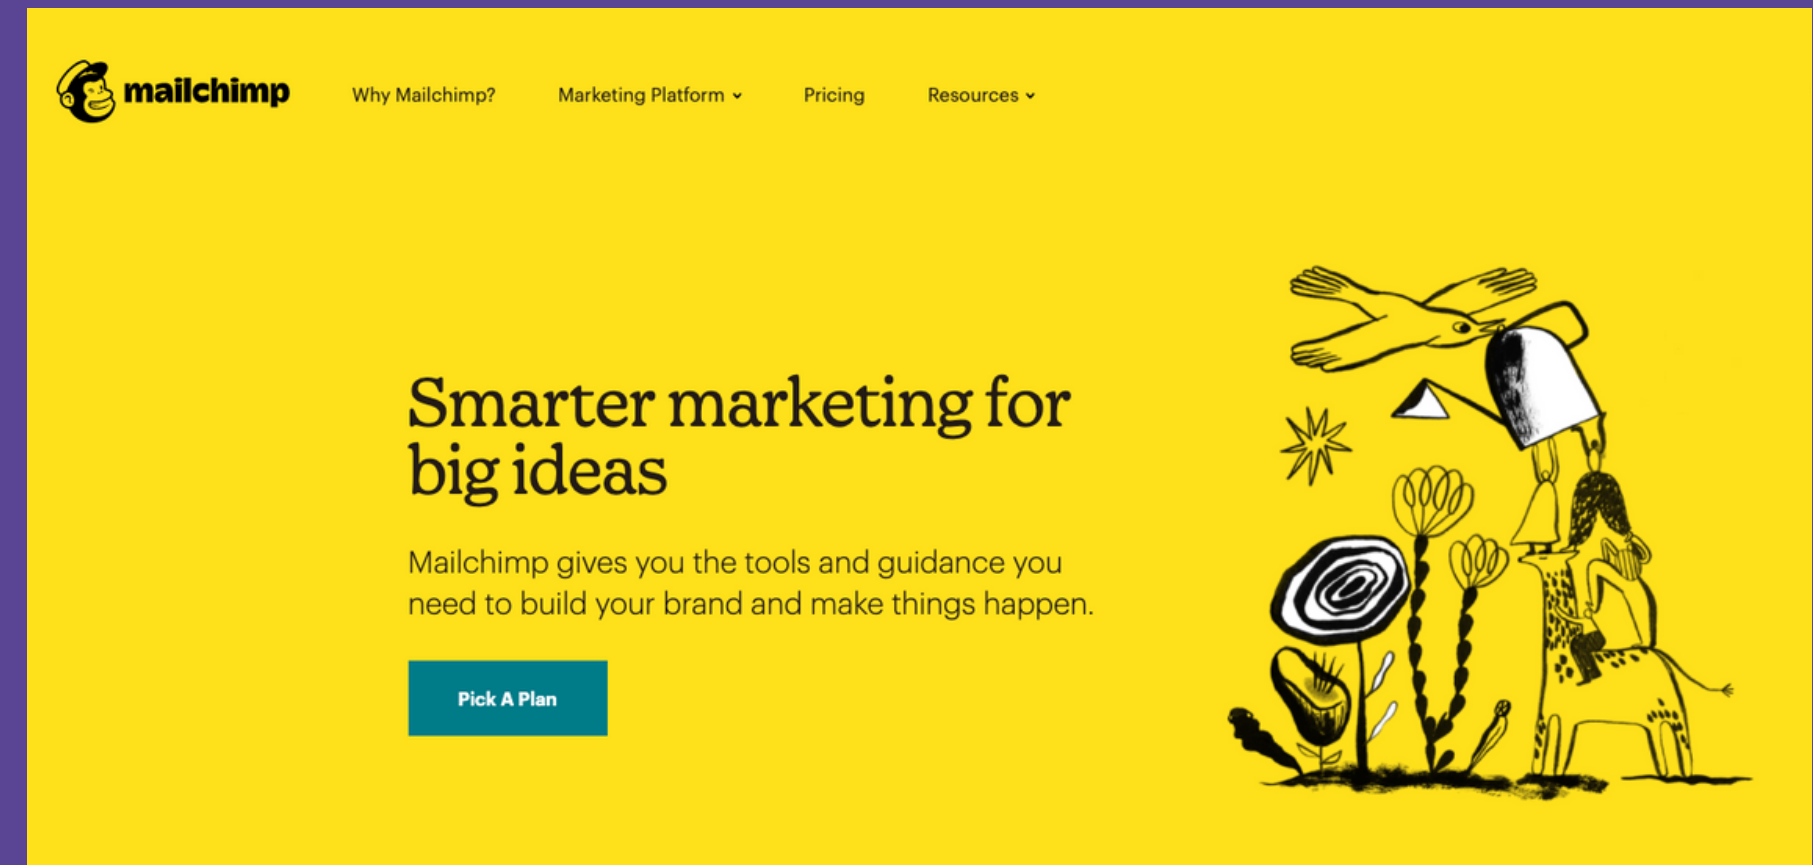 mailchimp
Why Mailchimp?
Marketing Platform
Pricing
Resources
Smarter marketing for
big ideas
Mailchimp gives you the tools and guidance you
need to build your brand and make things happen.
Pick A Plan